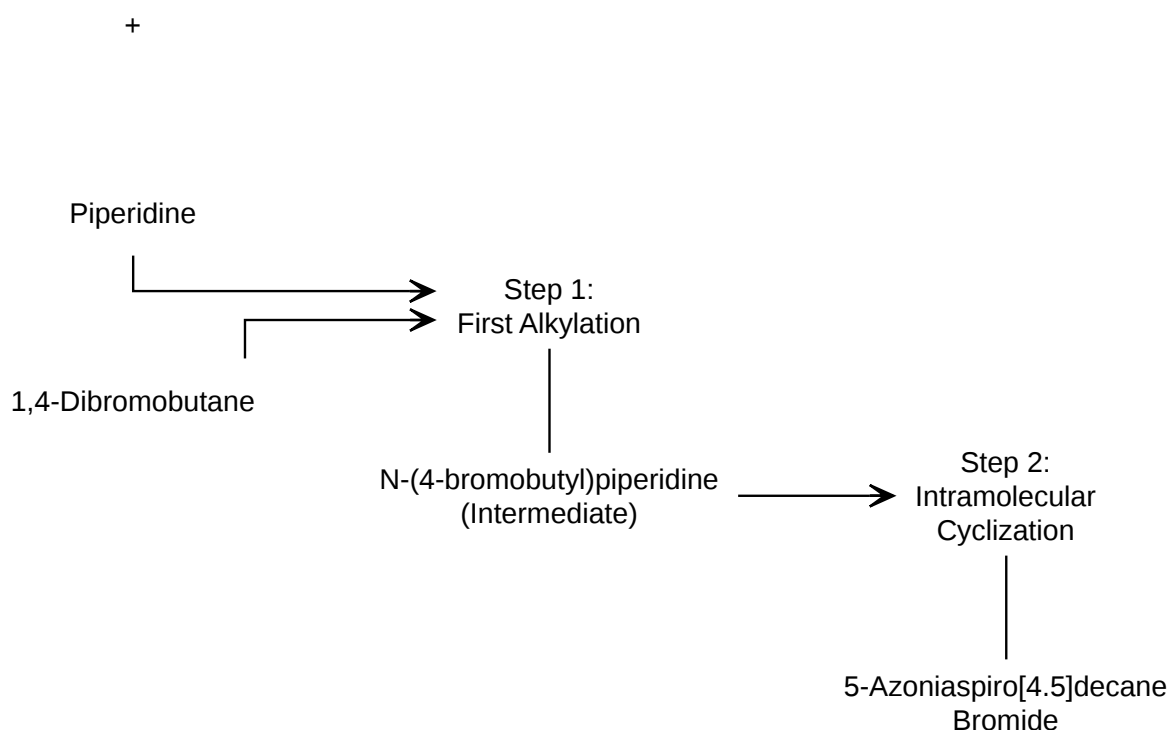 +
Piperidine
1,4-Dibromobutane
Step 1:
First Alkylation
N-(4-bromobutyl)piperidine
(Intermediate)
Step 2:
Intramolecular
Cyclization
5-Azoniaspiro[4.5]decane
Bromide